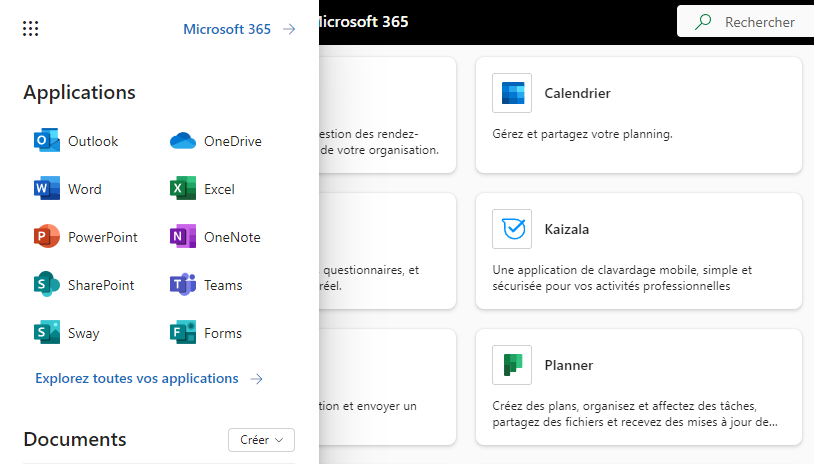 Microsoft 365
Applications
Outlook
OneDrive
Word
Excel
PowerPoint
OneNote
SharePoint
Teams
Sway
Forms
Explorez toutes vos applications
Documents
Créer
Microsoft 365
Rechercher
estion des rendez-
de votre organisation.
Calendrier
Gérez et partagez votre planning.
questionnaires, et
réel.
Kaizala
Une application de clavardage mobile, simple et
sécurisée pour vos activités professionnelles
tion et envoyer un
Planner
Créez des plans, organisez et affectez des tâches,
partagez des fichiers et recevez des mises à jour de...